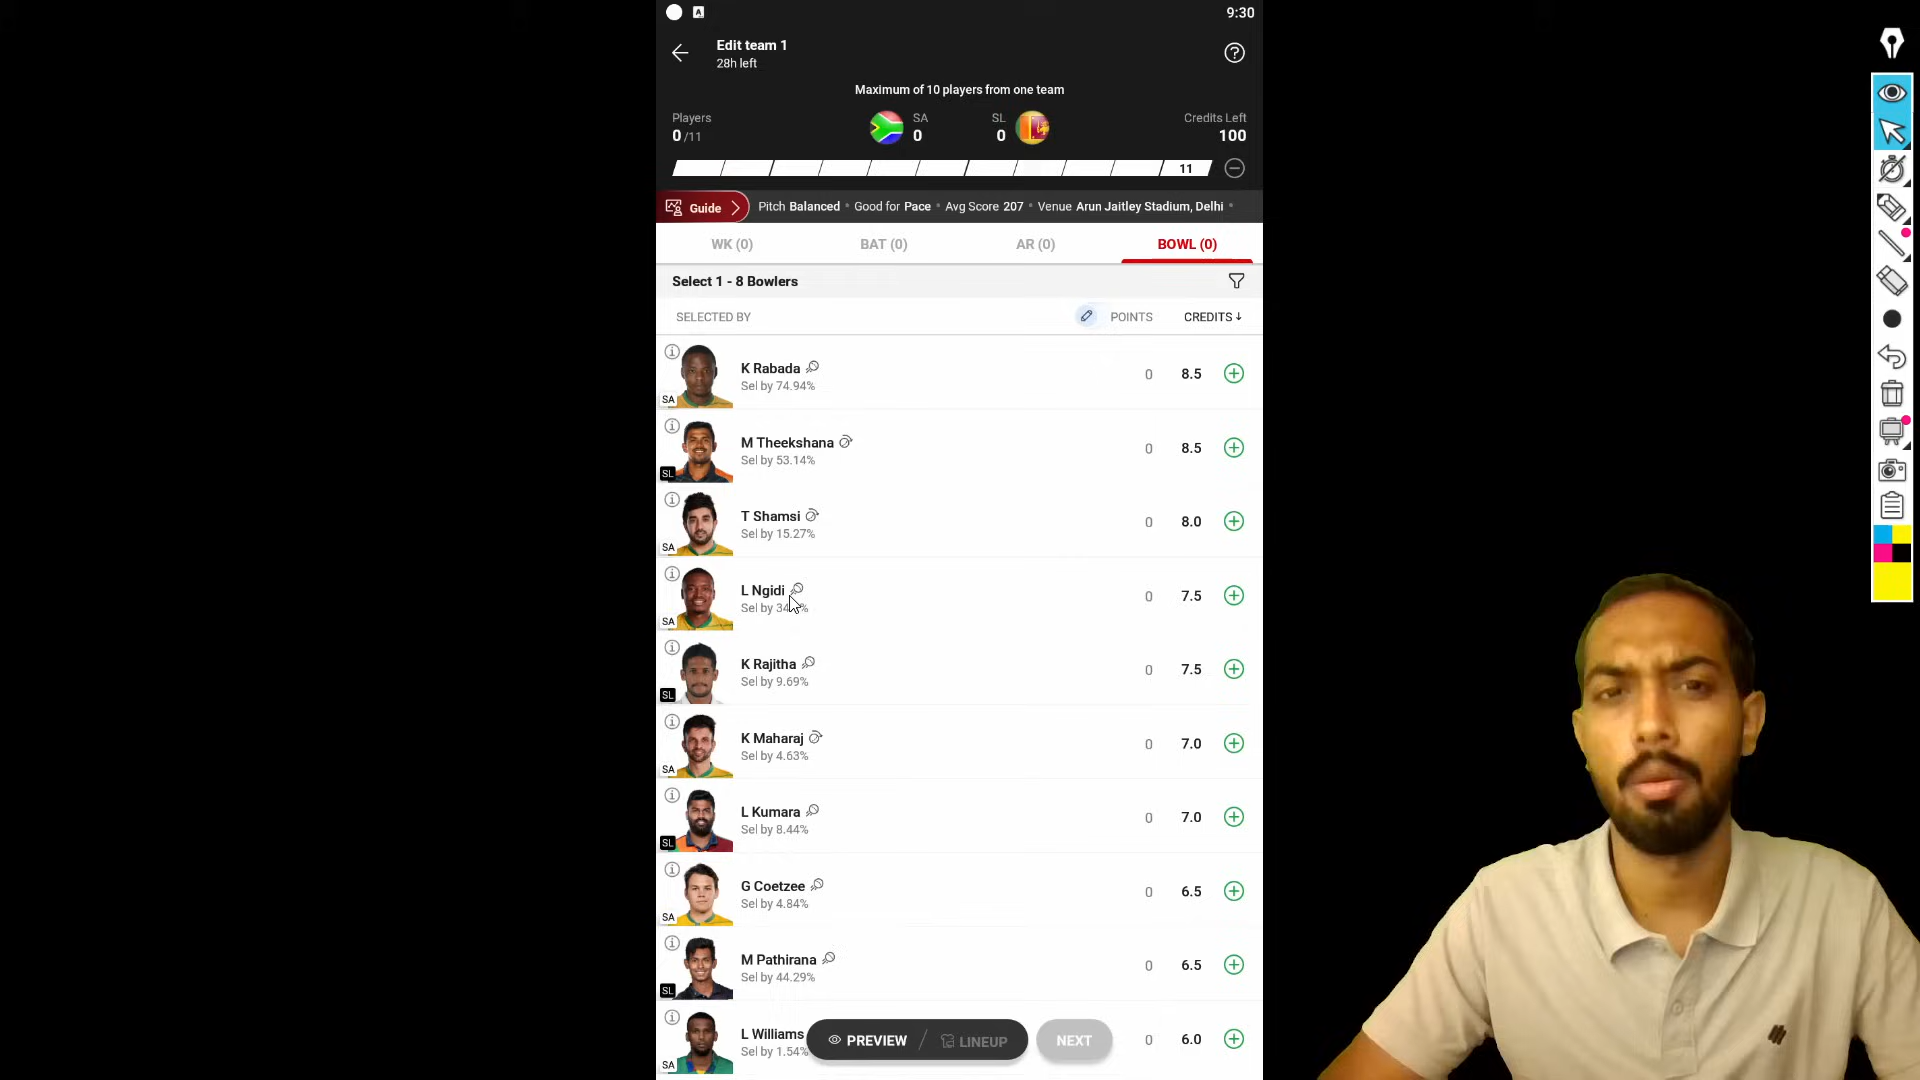 9:30
Edit team 1
28h left
Maximum of 10 players from one team
Players
0/11
SA
0
SL
0
Credits Left
100
11
Guide
Pitch Balanced • Good for Pace • Avg Score 207 • Venue Arun Jaitley Stadium, Delhi •
WK (0) BAT (0) AR (0) BOWL (0)
Select 1 - 8 Bowlers
SELECTED BY POINTS CREDITS
K Rabada
Sel by 74.94%
SA
0 8.5
M Theekshana
Sel by 53.14%
SL
0 8.5
T Shamsi
Sel by 15.27%
SA
0 8.0
L Ngidi
Sel by
SA
0 7.5
K Rajitha
Sel by 9.69%
SL
0 7.5
K Maharaj
Sel by 4.63%
SA
0 7.0
L Kumara
Sel by 8.44%
SL
0 7.0
G Coetzee
Sel by 4.84%
SA
0 6.5
M Pathirana
Sel by 44.29%
SL
0 6.5
L Williams
Sel by 1.54%
SA
0 6.0
PREVIEW LINEUP NEXT